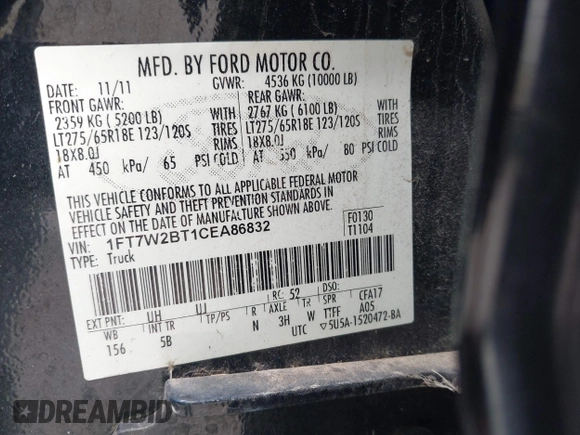 MFD. BY FORD MOTOR CO.
DATE: 11/11 GVWR: 4536 KG (10000 LB)
FRONT GAWR: REAR GAWR:
2359 KG ( 5200 LB) WITH 2767 KG ( 6100 LB) WITH
LT275/65R18E 123/120S TIRES LT275/65R18E 123/120S TIRES
18X8.0J RIMS 18X8.0J RIMS
AT 450 kPa/ 65 PSI COLD AT 550 kPa/ 80 PSI COLD
THIS VEHICLE CONFORMS TO ALL APPLICABLE FEDERAL MOTOR
VEHICLE SAFETY AND THEFT PREVENTION STANDARDS IN
EFFECT ON THE DATE OF MANUFACTURE SHOWN ABOVE.
VIN: 1FT7W2BT1CEA86832 F0130
TYPE: Truck T1104
EXT PNT: UH UJ RC: 52 DSO:
WB INT TR TP/PS R AXLE TR SPR CFA17
156 5B N 3H W TTFF A05
UTC 5U5A-1520472-BA
DREAMBID